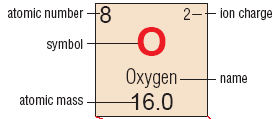 atomic number 8 2– ion charge
symbol O
Oxygen name
atomic mass 16.0